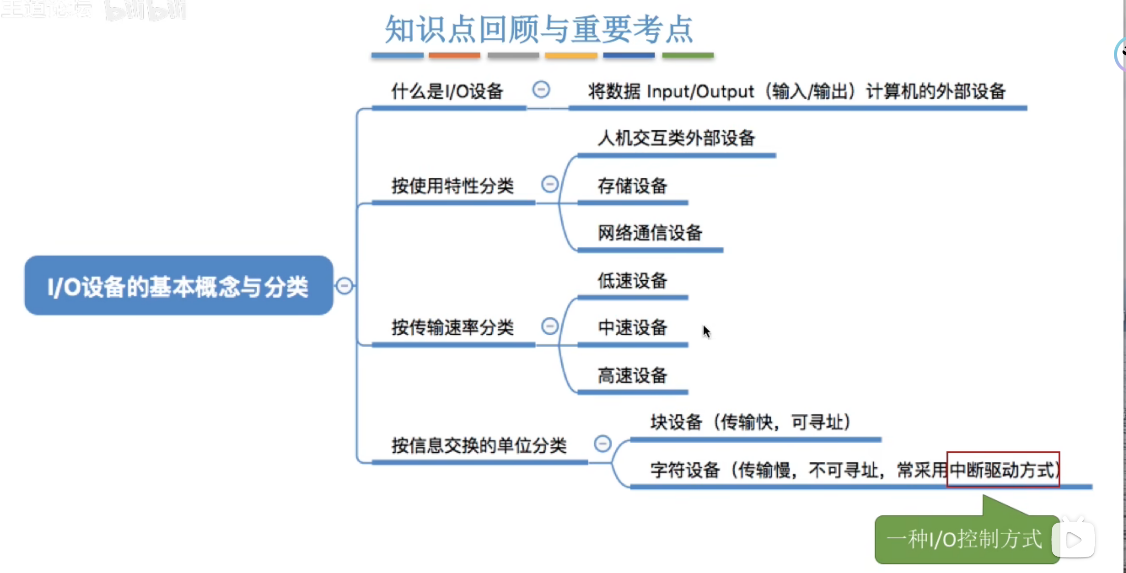 bilibili
知识点回顾与重要考点
什么是I/O设备
将数据 Input/Output（输入/输出）计算机的外部设备
按使用特性分类
人机交互类外部设备
存储设备
网络通信设备
I/O设备的基本概念与分类
按传输速率分类
低速设备
中速设备
高速设备
按信息交换的单位分类
块设备（传输快，可寻址）
字符设备（传输慢，不可寻址，常采用中断驱动方式）
一种I/O控制方式